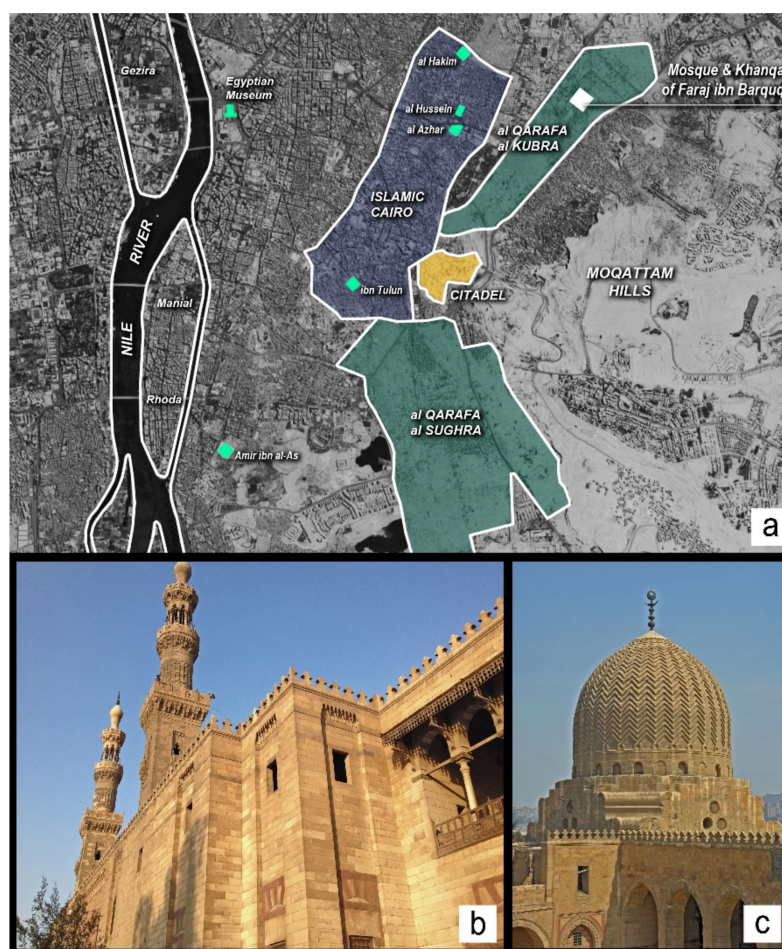 Gezira
Egyptian
Museum
al Hakim
al Hussein
al Azhar
Mosque & Khanqa
of Faraj ibn Barquq
al QARAFA
al KUBRA
ISLAMIC
CAIRO
RIVER
NILE
Manial
Rhoda
ibn Tulun
CITADEL
MOQATTAM
HILLS
al QARAFA
al SUGHRA
Amir ibn al-As
a
b
c